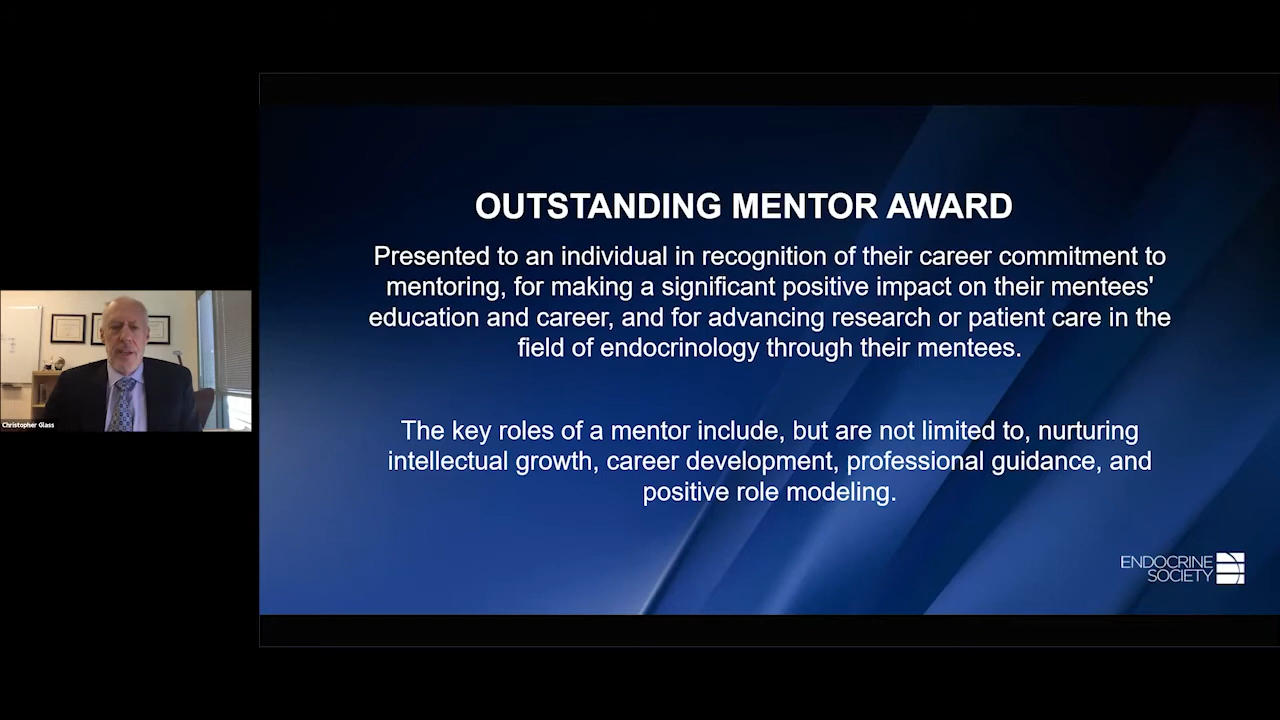 OUTSTANDING MENTOR AWARD
Presented to an individual in recognition of their career commitment to
mentoring, for making a significant positive impact on their mentees'
education and career, and for advancing research or patient care in the
field of endocrinology through their mentees.
The key roles of a mentor include, but are not limited to, nurturing
intellectual growth, career development, professional guidance, and
positive role modeling.
Christopher Glass
ENDOCRINE
SOCIETY